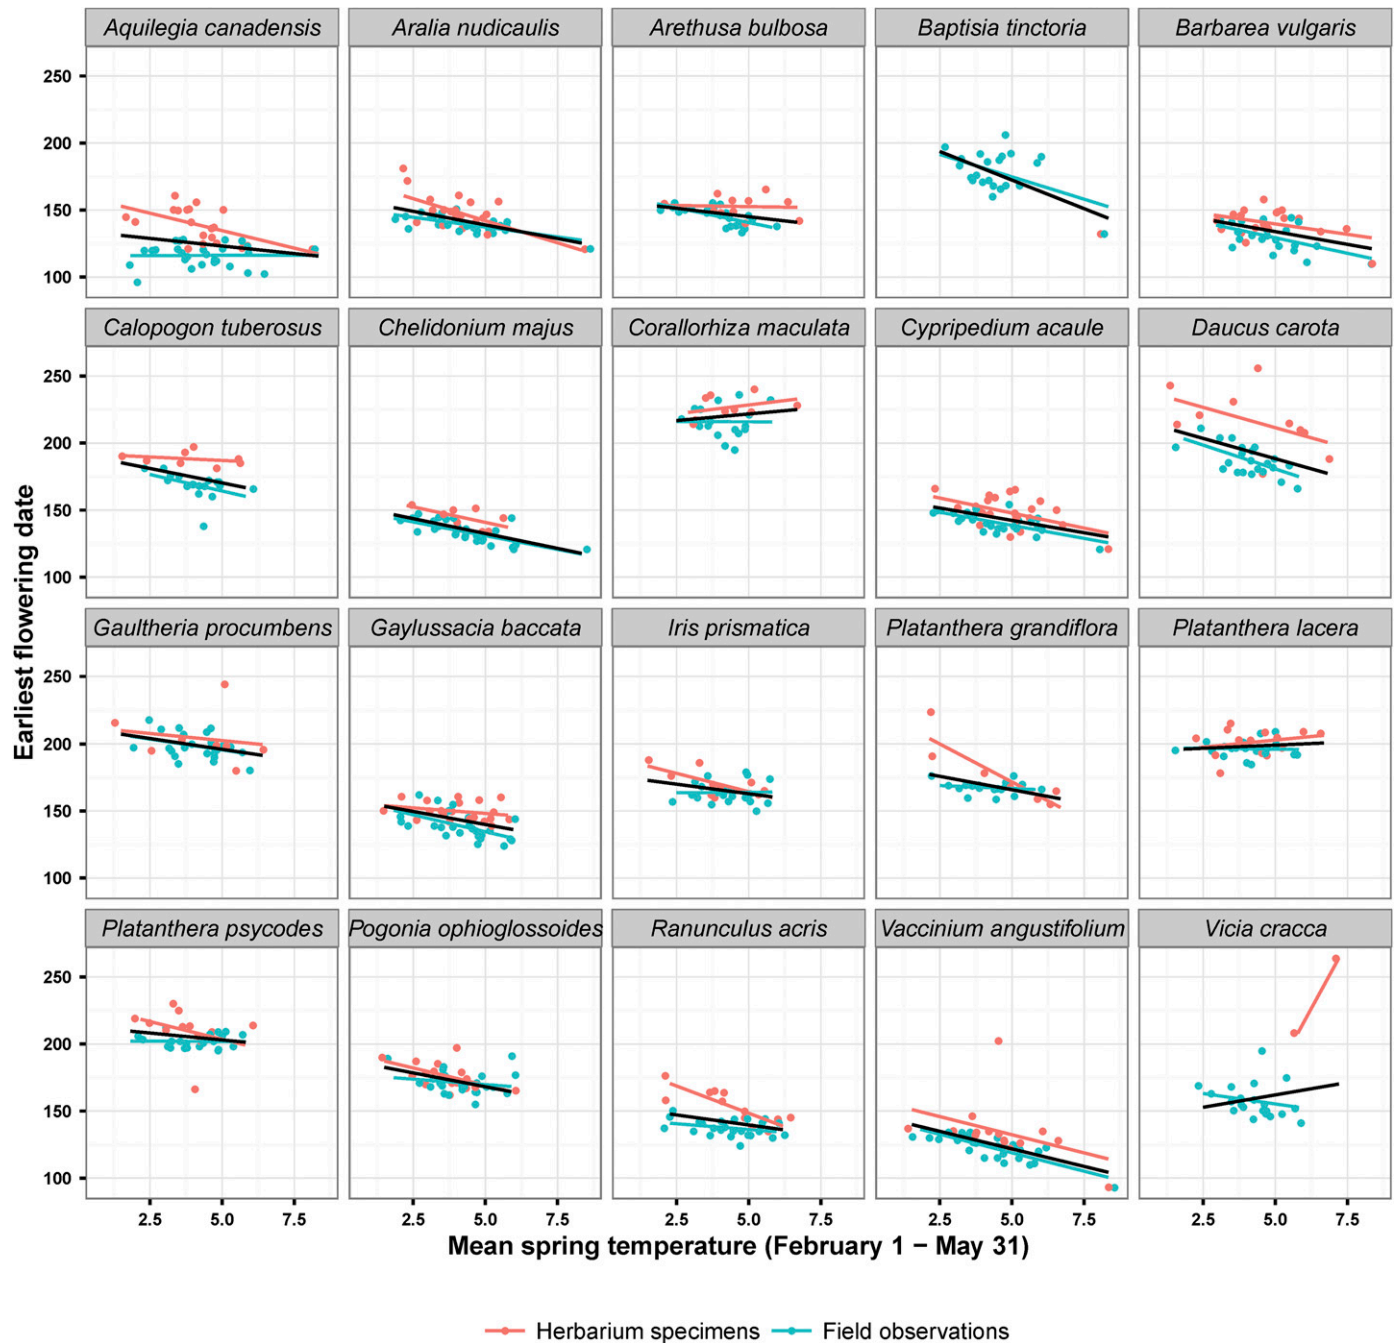 Aquilegia canadensis Aralia nudicaulis Arethusa bulbosa Baptisia tinctoria Barbarea vulgaris
250
200
150
100
Calopogon tuberosus Chelidonium majus Corallorhiza maculata Cypripedium acaule Daucus carota
250
200
150
100
Earliest flowering date
Gaultheria procumbens Gaylussacia baccata Iris prismatica Platanthera grandiflora Platanthera lacera
250
200
150
100
Platanthera psycodes Pogonia ophioglossoides Ranunculus acris Vaccinium angustifolium Vicia cracca
250
200
150
100
2.5 5.0 7.5 2.5 5.0 7.5 2.5 5.0 7.5 2.5 5.0 7.5 2.5 5.0 7.5
Mean spring temperature (February 1 − May 31)
Herbarium specimens Field observations